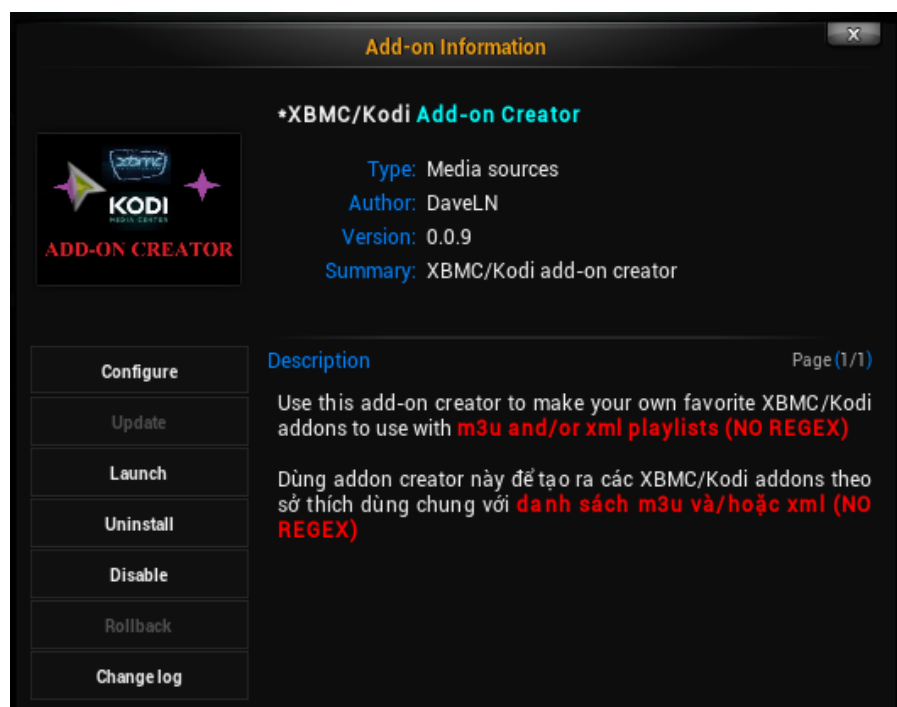 Add-on Information
X
*XBMC/Kodi Add-on Creator
xbmc
KODI
MEDIA CENTER
ADD-ON CREATOR
Type: Media sources
Author: DaveLN
Version: 0.0.9
Summary: XBMC/Kodi add-on creator
Configure
Update
Launch
Uninstall
Disable
Rollback
Change log
Description
Page (1/1)
Use this add-on creator to make your own favorite XBMC/Kodi
addons to use with m3u and/or xml playlists (NO REGEX)
Dùng addon creator này để tạo ra các XBMC/Kodi addons theo
sở thích dùng chung với danh sách m3u và/hoặc xml (NO
REGEX)